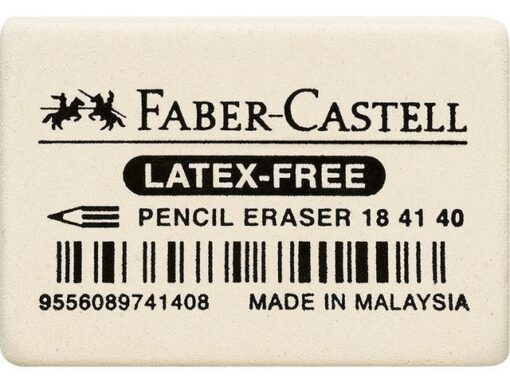 FABER-CASTELL
LATEX-FREE
PENCIL ERASER 18 41 40
9556089741408 MADE IN MALAYSIA